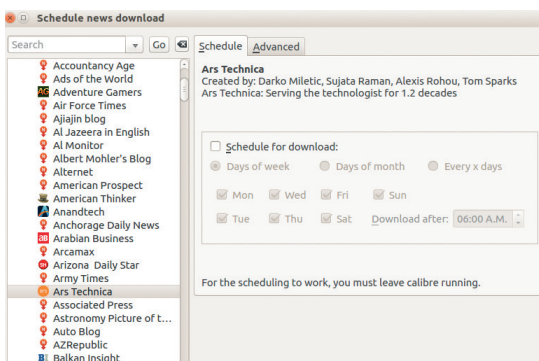 Schedule news download
Search
Go
Schedule
Advanced
Accountancy Age
Ads of the World
Adventure Gamers
Air Force Times
Ajiajin blog
Al Jazeera in English
Al Monitor
Albert Mohler's Blog
Alternet
American Prospect
American Thinker
Anandtech
Anchorage Daily News
Arabian Business
Arcamax
Arizona Daily Star
Army Times
Ars Technica
Associated Press
Astronomy Picture of t...
Auto Blog
AZRepublic
Balkan Insight
Ars Technica
Created by: Darko Miletic, Sujata Raman, Alexis Rohou, Tom Sparks
Ars Technica: Serving the technologist for 1.2 decades
Schedule for download:
Days of week Days of month Every x days
Mon Wed Fri Sun
Tue Thu Sat Download after: 06:00 A.M.
For the scheduling to work, you must leave calibre running.